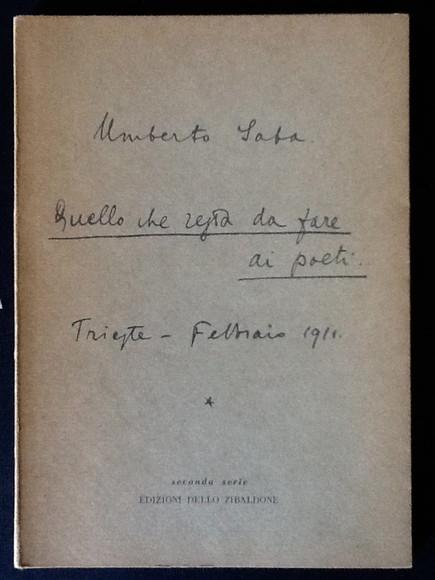 Umberto Saba.
Quello che resta da fare
ai poeti.
Trieste – Febbraio 1911.
*
seconda serie
EDIZIONI DELLO ZIBALDONE